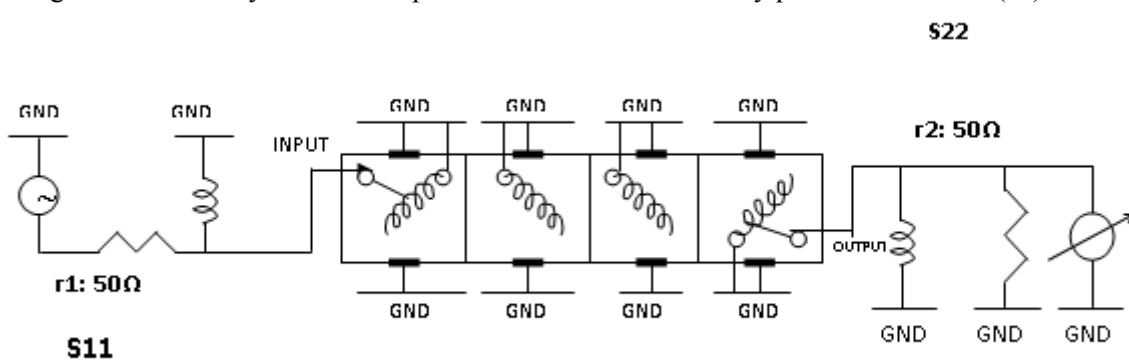 S22
GND
GND
GND
GND
GND
GND
r2: 50Ω
INPUT
OUTPUT
r1: 50Ω
GND
GND
GND
GND
GND
GND
GND
S11